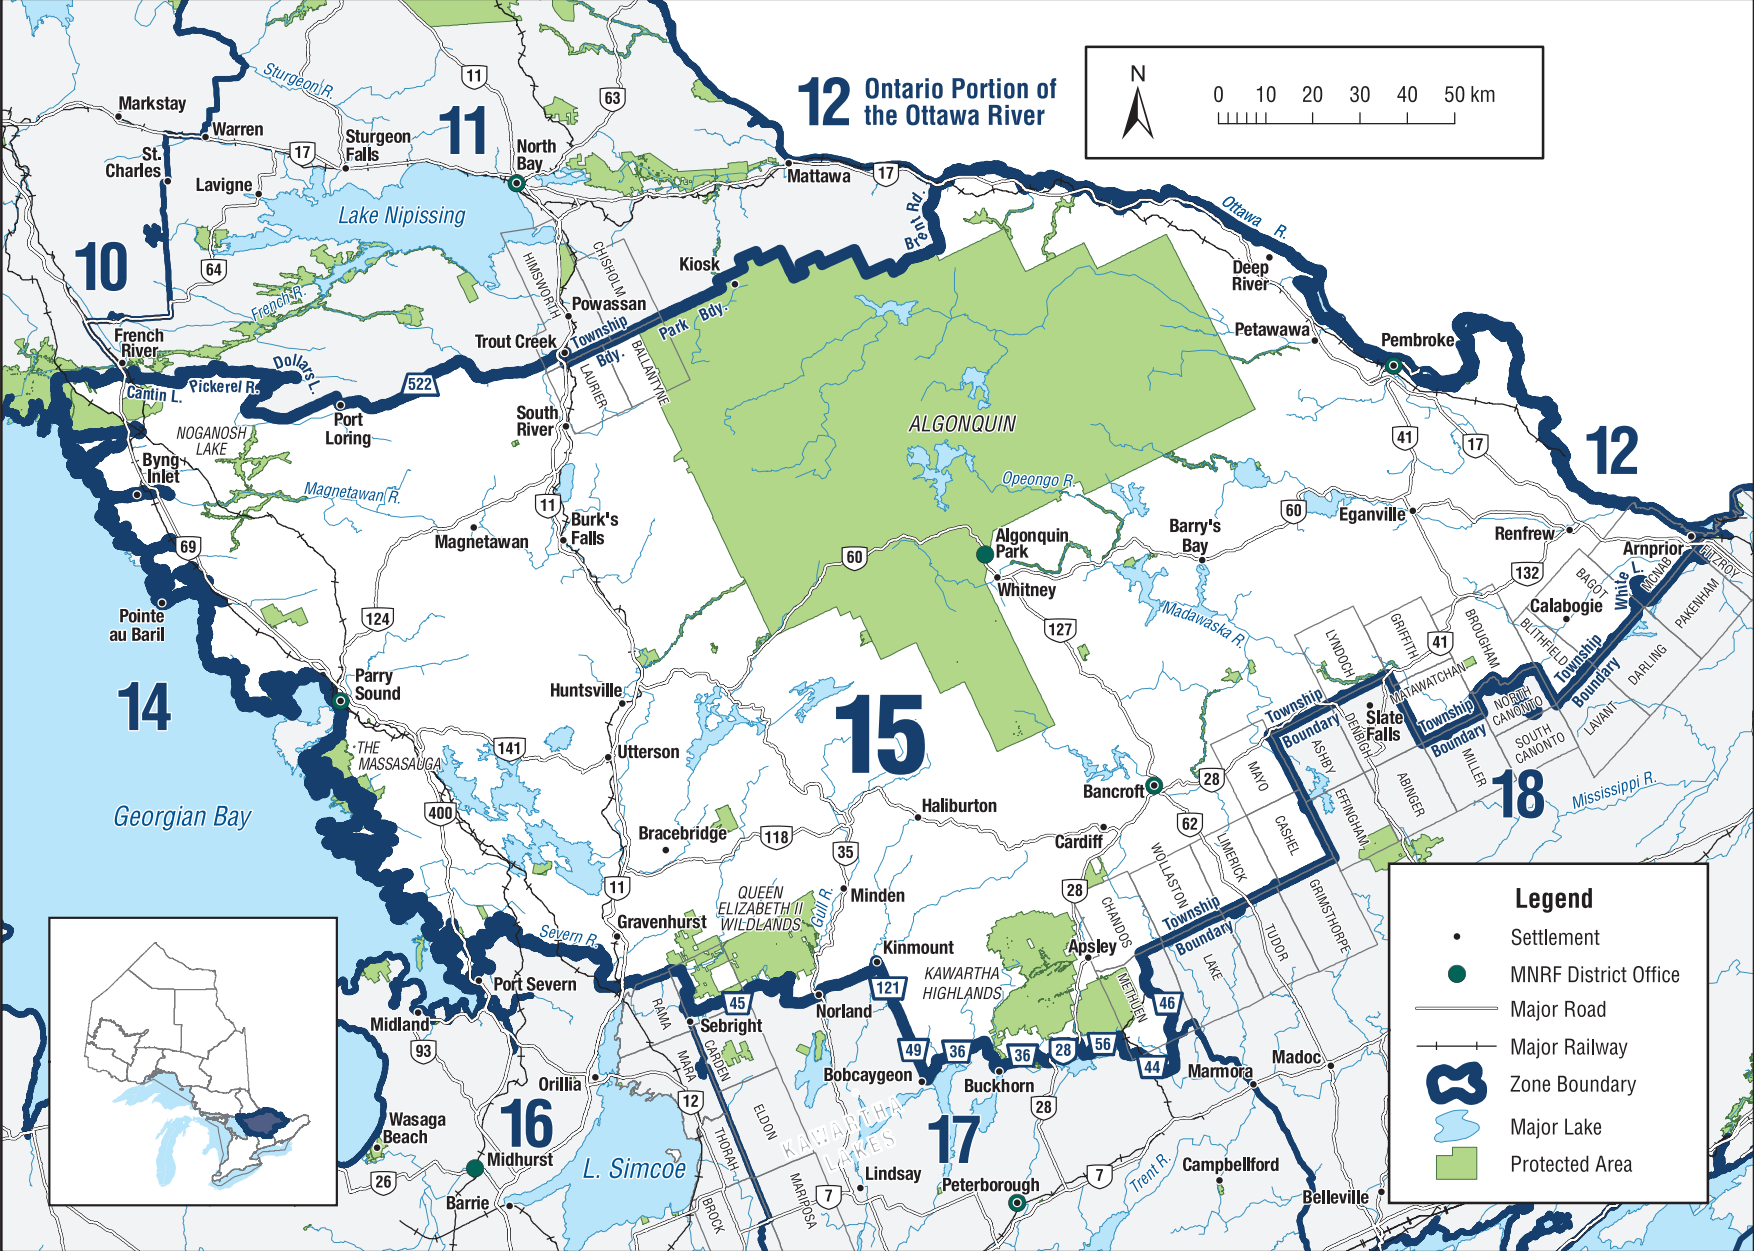 12 Ontario Portion of
the Ottawa River
N
0 10 20 30 40 50 km
Sturgeon R.
11
63
Markstay
Warren
11
St.
Charles
17
Sturgeon
Falls
North
Bay
Lavigne
Mattawa
17
Lake Nipissing
Brent Rd.
Ottawa R.
10
64
HIMSWORTH
CHISHOLM
Kiosk
Deep
River
French R.
Powassan
Township
Bdy.
Park Bdy.
Petawawa
French
River
Trout Creek
Pembroke
Dollars L.
Pickerel R.
Cantin L.
522
LAURIER
BALLANTYNE
Port
Loring
South
River
ALGONQUIN
NOGANOSH
LAKE
41
17
12
Byng
Inlet
Magnetawan R.
Opeongo R.
11
Burk's
Falls
Magnetawan
60
Eganville
Barry's
Bay
Renfrew
69
60
Algonquin
Park
Whitney
Arnprior
FITZROY
MCNAB
PAKENHAM
132
BAGOT
White L.
Calabogie
Pointe
au Baril
124
127
Madawaska R.
41
LYNDOCH
GRIFFITH
BROUGHAM
BLITHFIELD
Township
Boundary
DARLING
14
Parry
Sound
Huntsville
15
Township
Boundary
MATAWATCHAN
Slate
Falls
DENBIGH
Township
Boundary
NORTH
CANONTO
SOUTH
CANONTO
LAVANT
THE
MASSASAUGA
141
Utterson
ASHBY
MILLER
ABINGER
EFFINGHAM
18
Mississippi R.
Georgian Bay
400
Bancroft
28
MAYO
Haliburton
Bracebridge
118
35
Cardiff
62
CASHEL
LIMERICK
WOLLASTON
11
Minden
28
QUEEN
ELIZABETH II
WILDLANDS
Gull R.
CHANDOS
GRIMSTHORPE
Gravenhurst
Severn R.
Township
Boundary
TUDOR
LAKE
Kinmount
Apsley
KAWARTHA
HIGHLANDS
METHUEN
Port Severn
121
45
46
Norland
RAMA
Sebright
Midland
93
MARA
CARDEN
49
36
36
28
56
44
Bobcaygeon
Buckhorn
Marmora
Madoc
Orillia
12
28
Wasaga
Beach
16
ELDON
KAWARTHA
LAKES
17
THORAH
Midhurst
L. Simcoe
26
Lindsay
Peterborough
7
Trent R.
Campbellford
Barrie
BROCK
MARIPOSA
7
Belleville
Legend
Settlement
MNRF District Office
Major Road
Major Railway
Zone Boundary
Major Lake
Protected Area